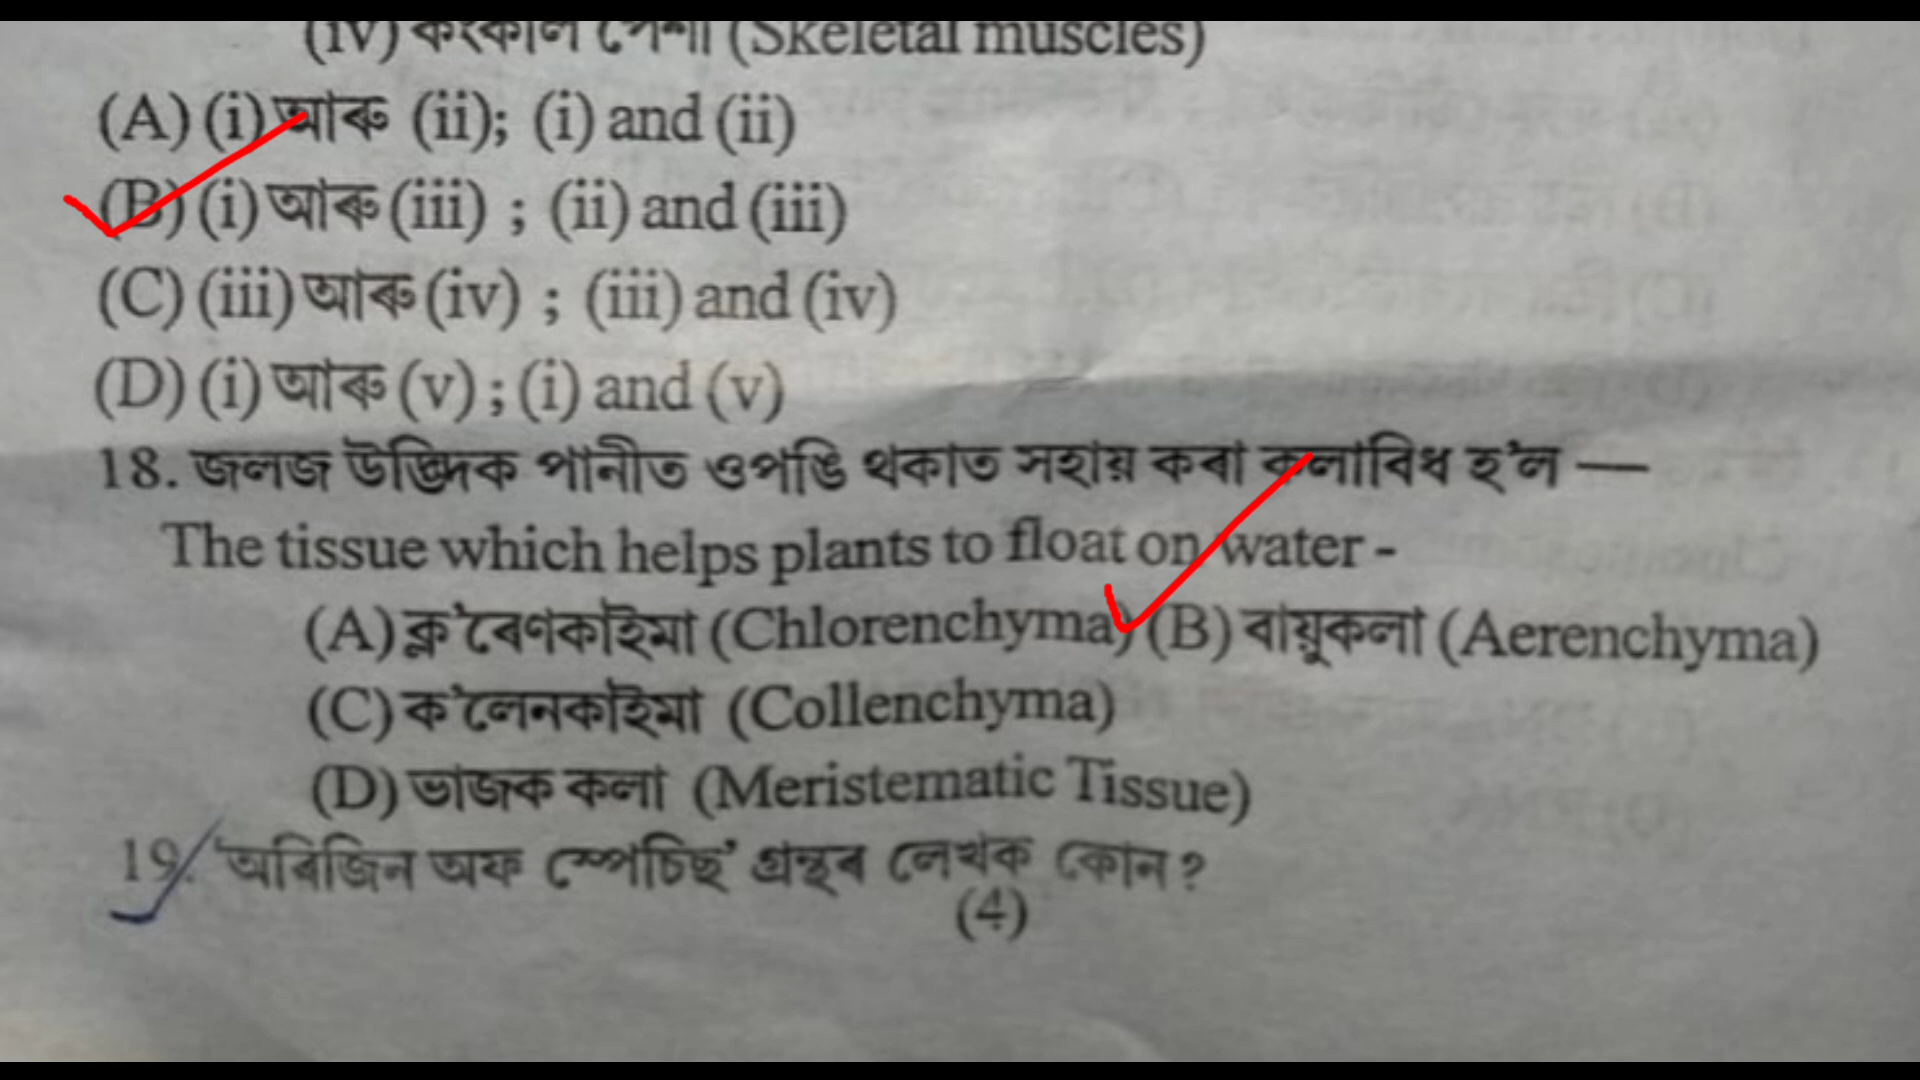 (iv) কংকাল পেশী (Skeletal muscles)
(A) (i) আৰু (ii); (i) and (ii)
(B) (i) আৰু (iii) ; (ii) and (iii)
(C) (iii) আৰু (iv) ; (iii) and (iv)
(D) (i) আৰু (v) ; (i) and (v)
18. জলজ উদ্ভিদক পানীত ওপঙি থকাত সহায় কৰা কলাবিধ হ'ল —
The tissue which helps plants to float on water -
(A) ক্ল'ৰেণকাইমা (Chlorenchyma) (B) বায়ুকলা (Aerenchyma)
(C) ক'লেনকাইমা (Collenchyma)
(D) ভাজক কলা (Meristematic Tissue)
19. 'অৰিজিন অফ স্পেচিছ' গ্ৰন্থৰ লেখক কোন ?
(4)